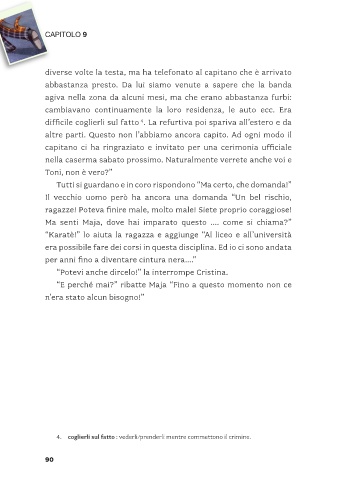 CAPITOLO 9
diverse volte la testa, ma ha telefonato al capitano che è arrivato
abbastanza presto. Da lui siamo venute a sapere che la banda
agiva nella zona da alcuni mesi, ma che erano abbastanza furbi:
cambiavano continuamente la loro residenza, le auto ecc. Era
difficile coglierli sul fatto 4. La refurtiva poi spariva all'estero e da
altre parti. Questo non l'abbiamo ancora capito. Ad ogni modo il
capitano ci ha ringraziato e invitato per una cerimonia ufficiale
nella caserma sabato prossimo. Naturalmente verrete anche voi e
Toni, non è vero?"
Tutti si guardano e in coro rispondono "Ma certo, che domanda!"
Il vecchio uomo però ha ancora una domanda "Un bel rischio,
ragazze! Poteva finire male, molto male! Siete proprio coraggiose!
Ma senti Maja, dove hai imparato questo .... come si chiama?"
"Karatè!" lo aiuta la ragazza e aggiunge "Al liceo e all'università
era possibile fare dei corsi in questa disciplina. Ed io ci sono andata
per anni fino a diventare cintura nera...."
"Potevi anche dircelo!" la interrompe Cristina.
"E perché mai?" ribatte Maja "Fino a questo momento non ce
n'era stato alcun bisogno!"
4. coglierli sul fatto : vederli/prenderli mentre commettono il crimine.
90